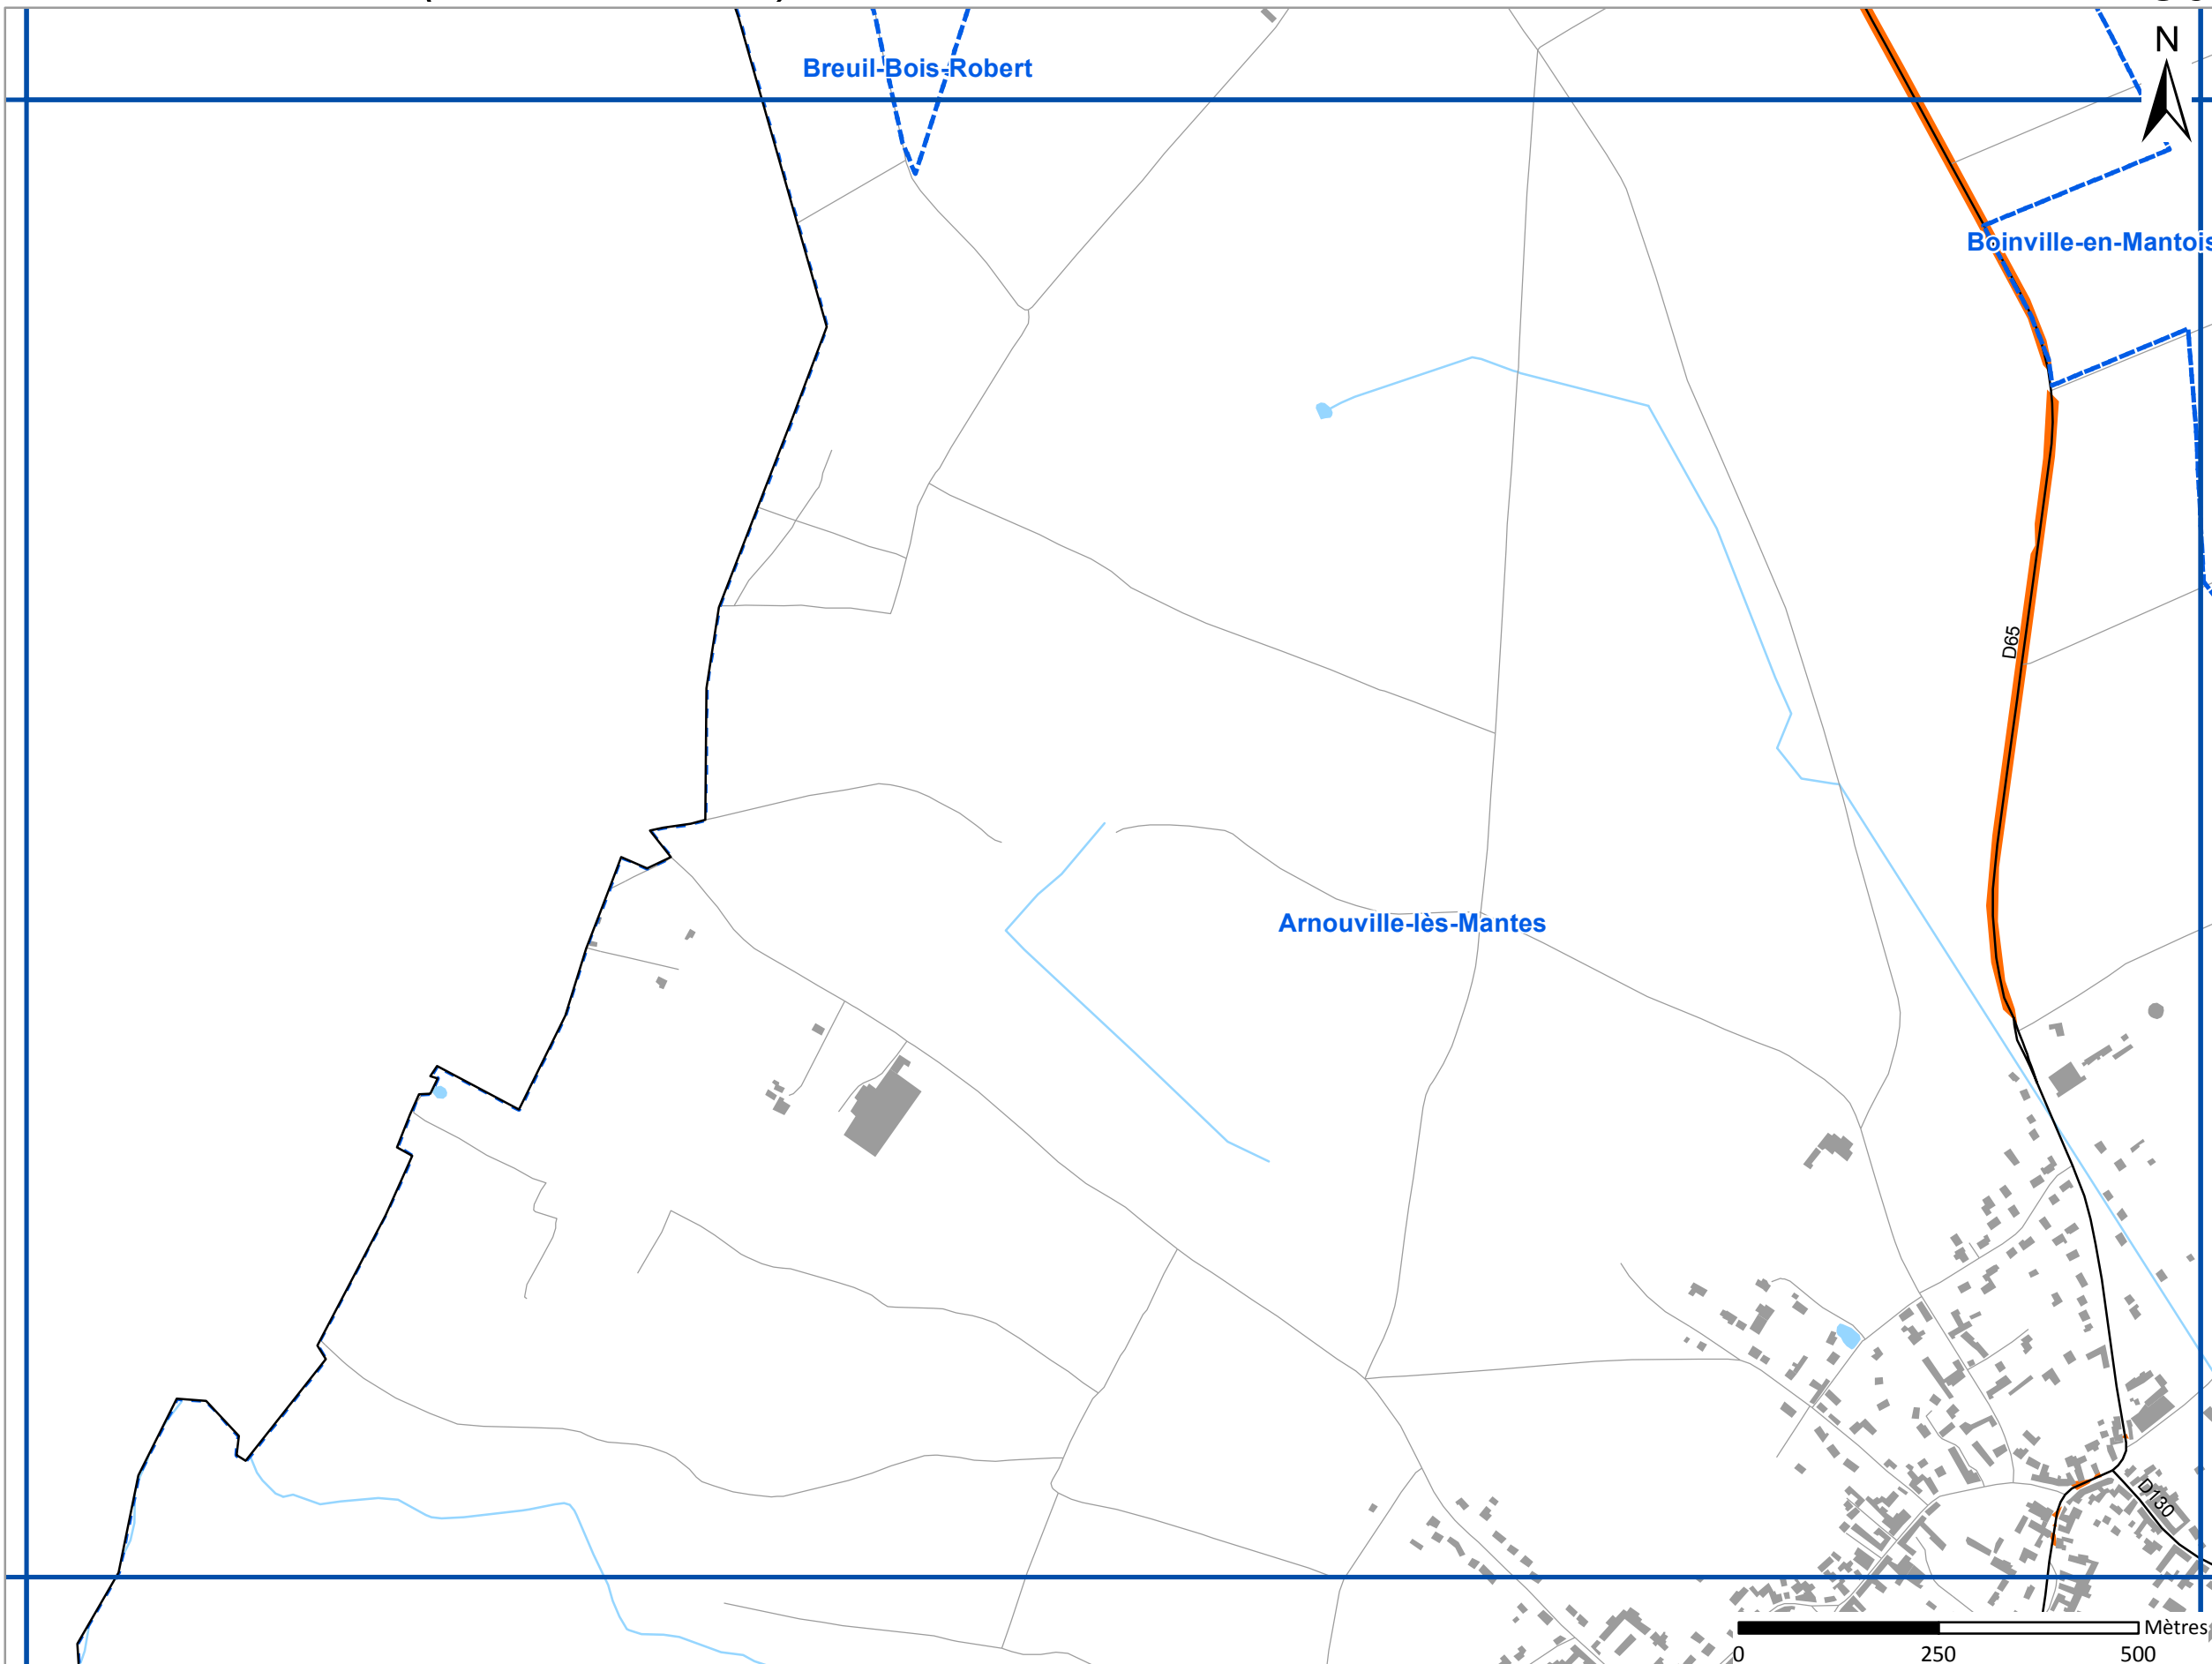 N
Breuil-Bois-Robert
Boinville-en-Mantois
D65
Arnouville-lès-Mantes
D130
Mètres
0 250 500